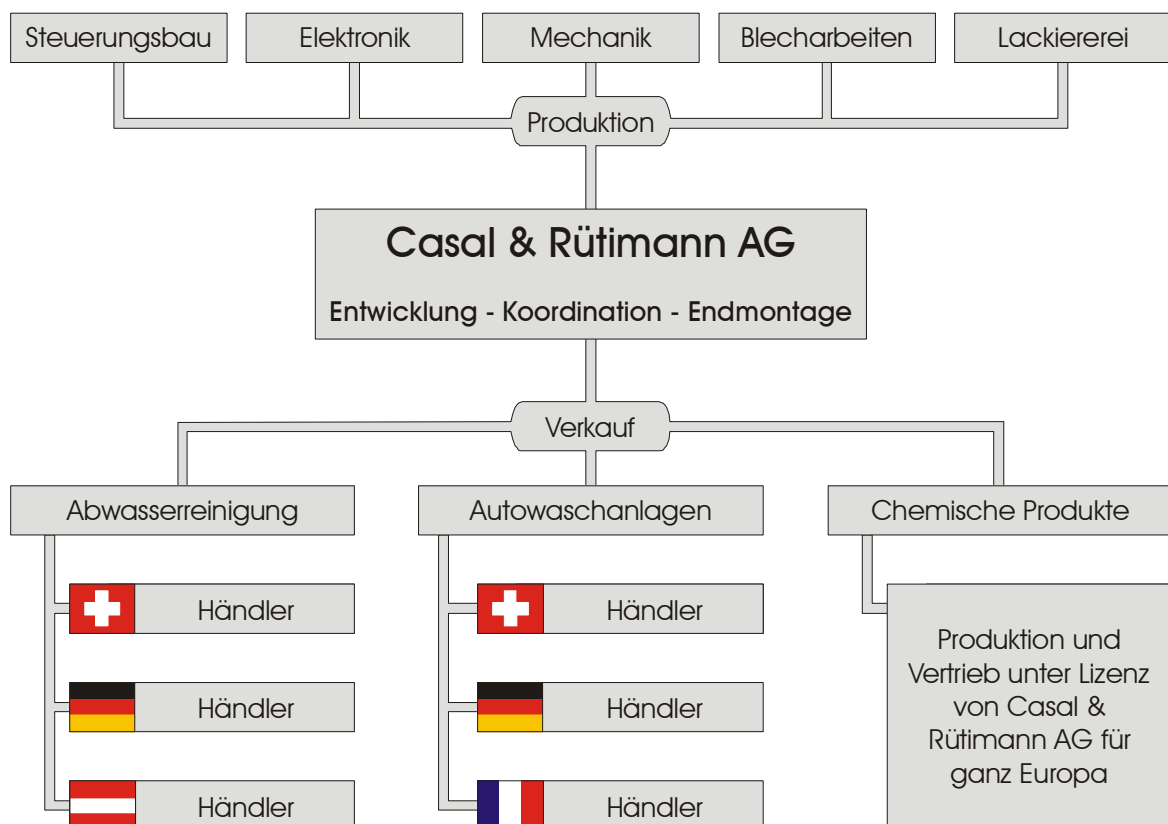 Steuerungsbau
Elektronik
Mechanik
Blecharbeiten
Lackiererei
Produktion
Casal & Rütimann AG
Entwicklung - Koordination - Endmontage
Verkauf
Abwasserreinigung
Autowaschanlagen
Chemische Produkte
Händler
Händler
Händler
Händler
Händler
Händler
Produktion und
Vertrieb unter Lizenz
von Casal &
Rütimann AG für
ganz Europa